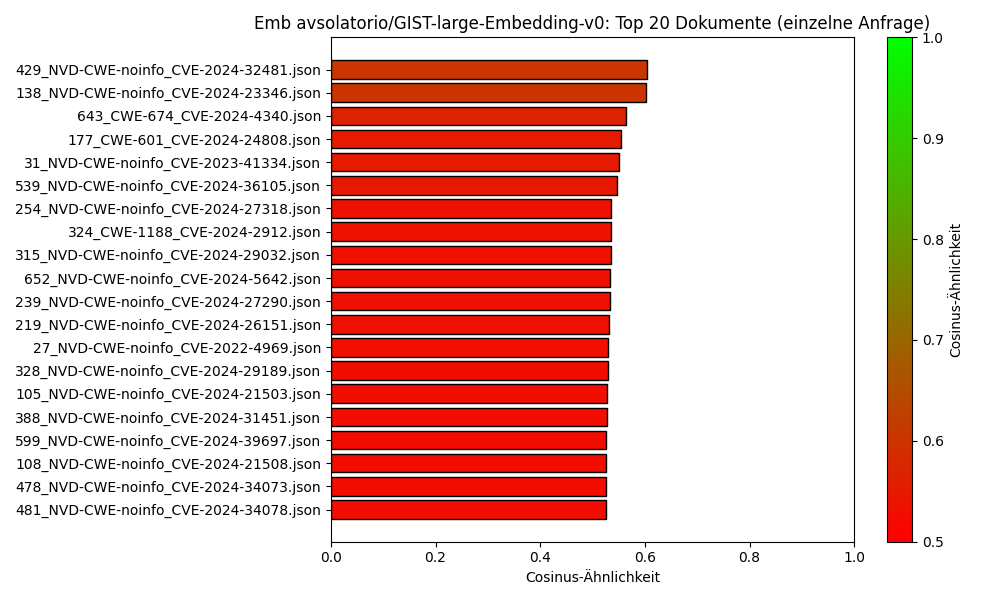 Emb avsolatorio/GIST-large-Embedding-v0: Top 20 Dokumente (einzelne Anfrage)
429_NVD-CWE-noinfo_CVE-2024-32481.json
138_NVD-CWE-noinfo_CVE-2024-23346.json
643_CWE-674_CVE-2024-4340.json
177_CWE-601_CVE-2024-24808.json
31_NVD-CWE-noinfo_CVE-2023-41334.json
539_NVD-CWE-noinfo_CVE-2024-36105.json
254_NVD-CWE-noinfo_CVE-2024-27318.json
324_CWE-1188_CVE-2024-2912.json
315_NVD-CWE-noinfo_CVE-2024-29032.json
652_NVD-CWE-noinfo_CVE-2024-5642.json
239_NVD-CWE-noinfo_CVE-2024-27290.json
219_NVD-CWE-noinfo_CVE-2024-26151.json
27_NVD-CWE-noinfo_CVE-2022-4969.json
328_NVD-CWE-noinfo_CVE-2024-29189.json
105_NVD-CWE-noinfo_CVE-2024-21503.json
388_NVD-CWE-noinfo_CVE-2024-31451.json
599_NVD-CWE-noinfo_CVE-2024-39697.json
108_NVD-CWE-noinfo_CVE-2024-21508.json
478_NVD-CWE-noinfo_CVE-2024-34073.json
481_NVD-CWE-noinfo_CVE-2024-34078.json
0.0 0.2 0.4 0.6 0.8 1.0
Cosinus-Ähnlichkeit
1.0
0.9
0.8
0.7
0.6
0.5
Cosinus-Ähnlichkeit